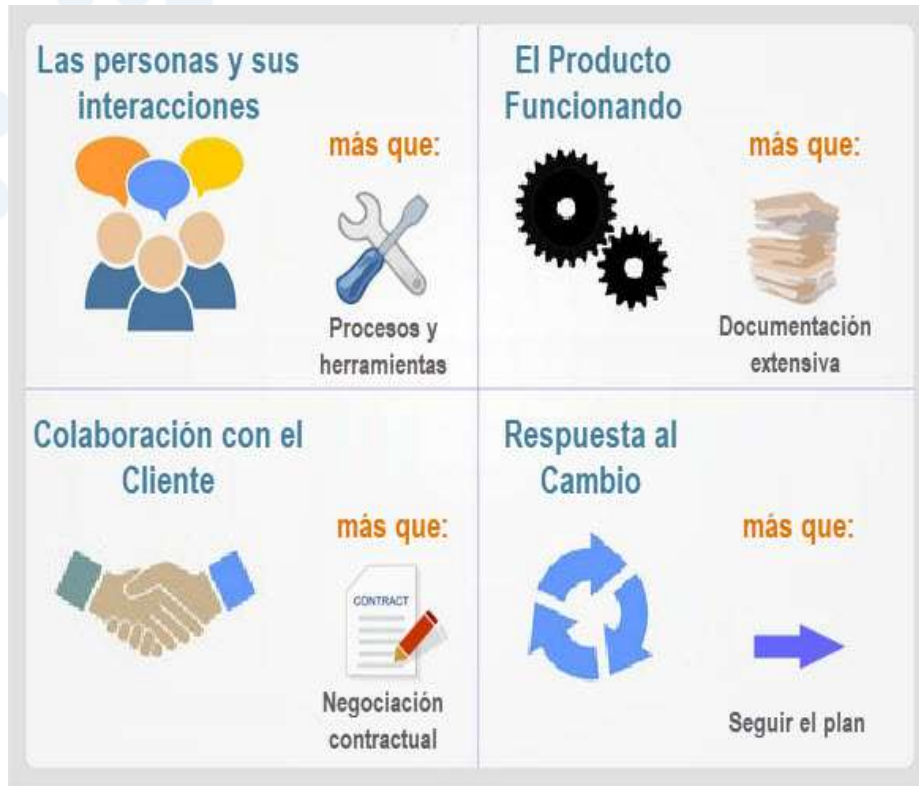 Las personas y sus
interacciones
más que:
Procesos y
herramientas
El Producto
Funcionando
más que:
Documentación
extensiva
Colaboración con el
Cliente
más que:
CONTRACT
Negociación
contractual
Respuesta al
Cambio
más que:
Seguir el plan